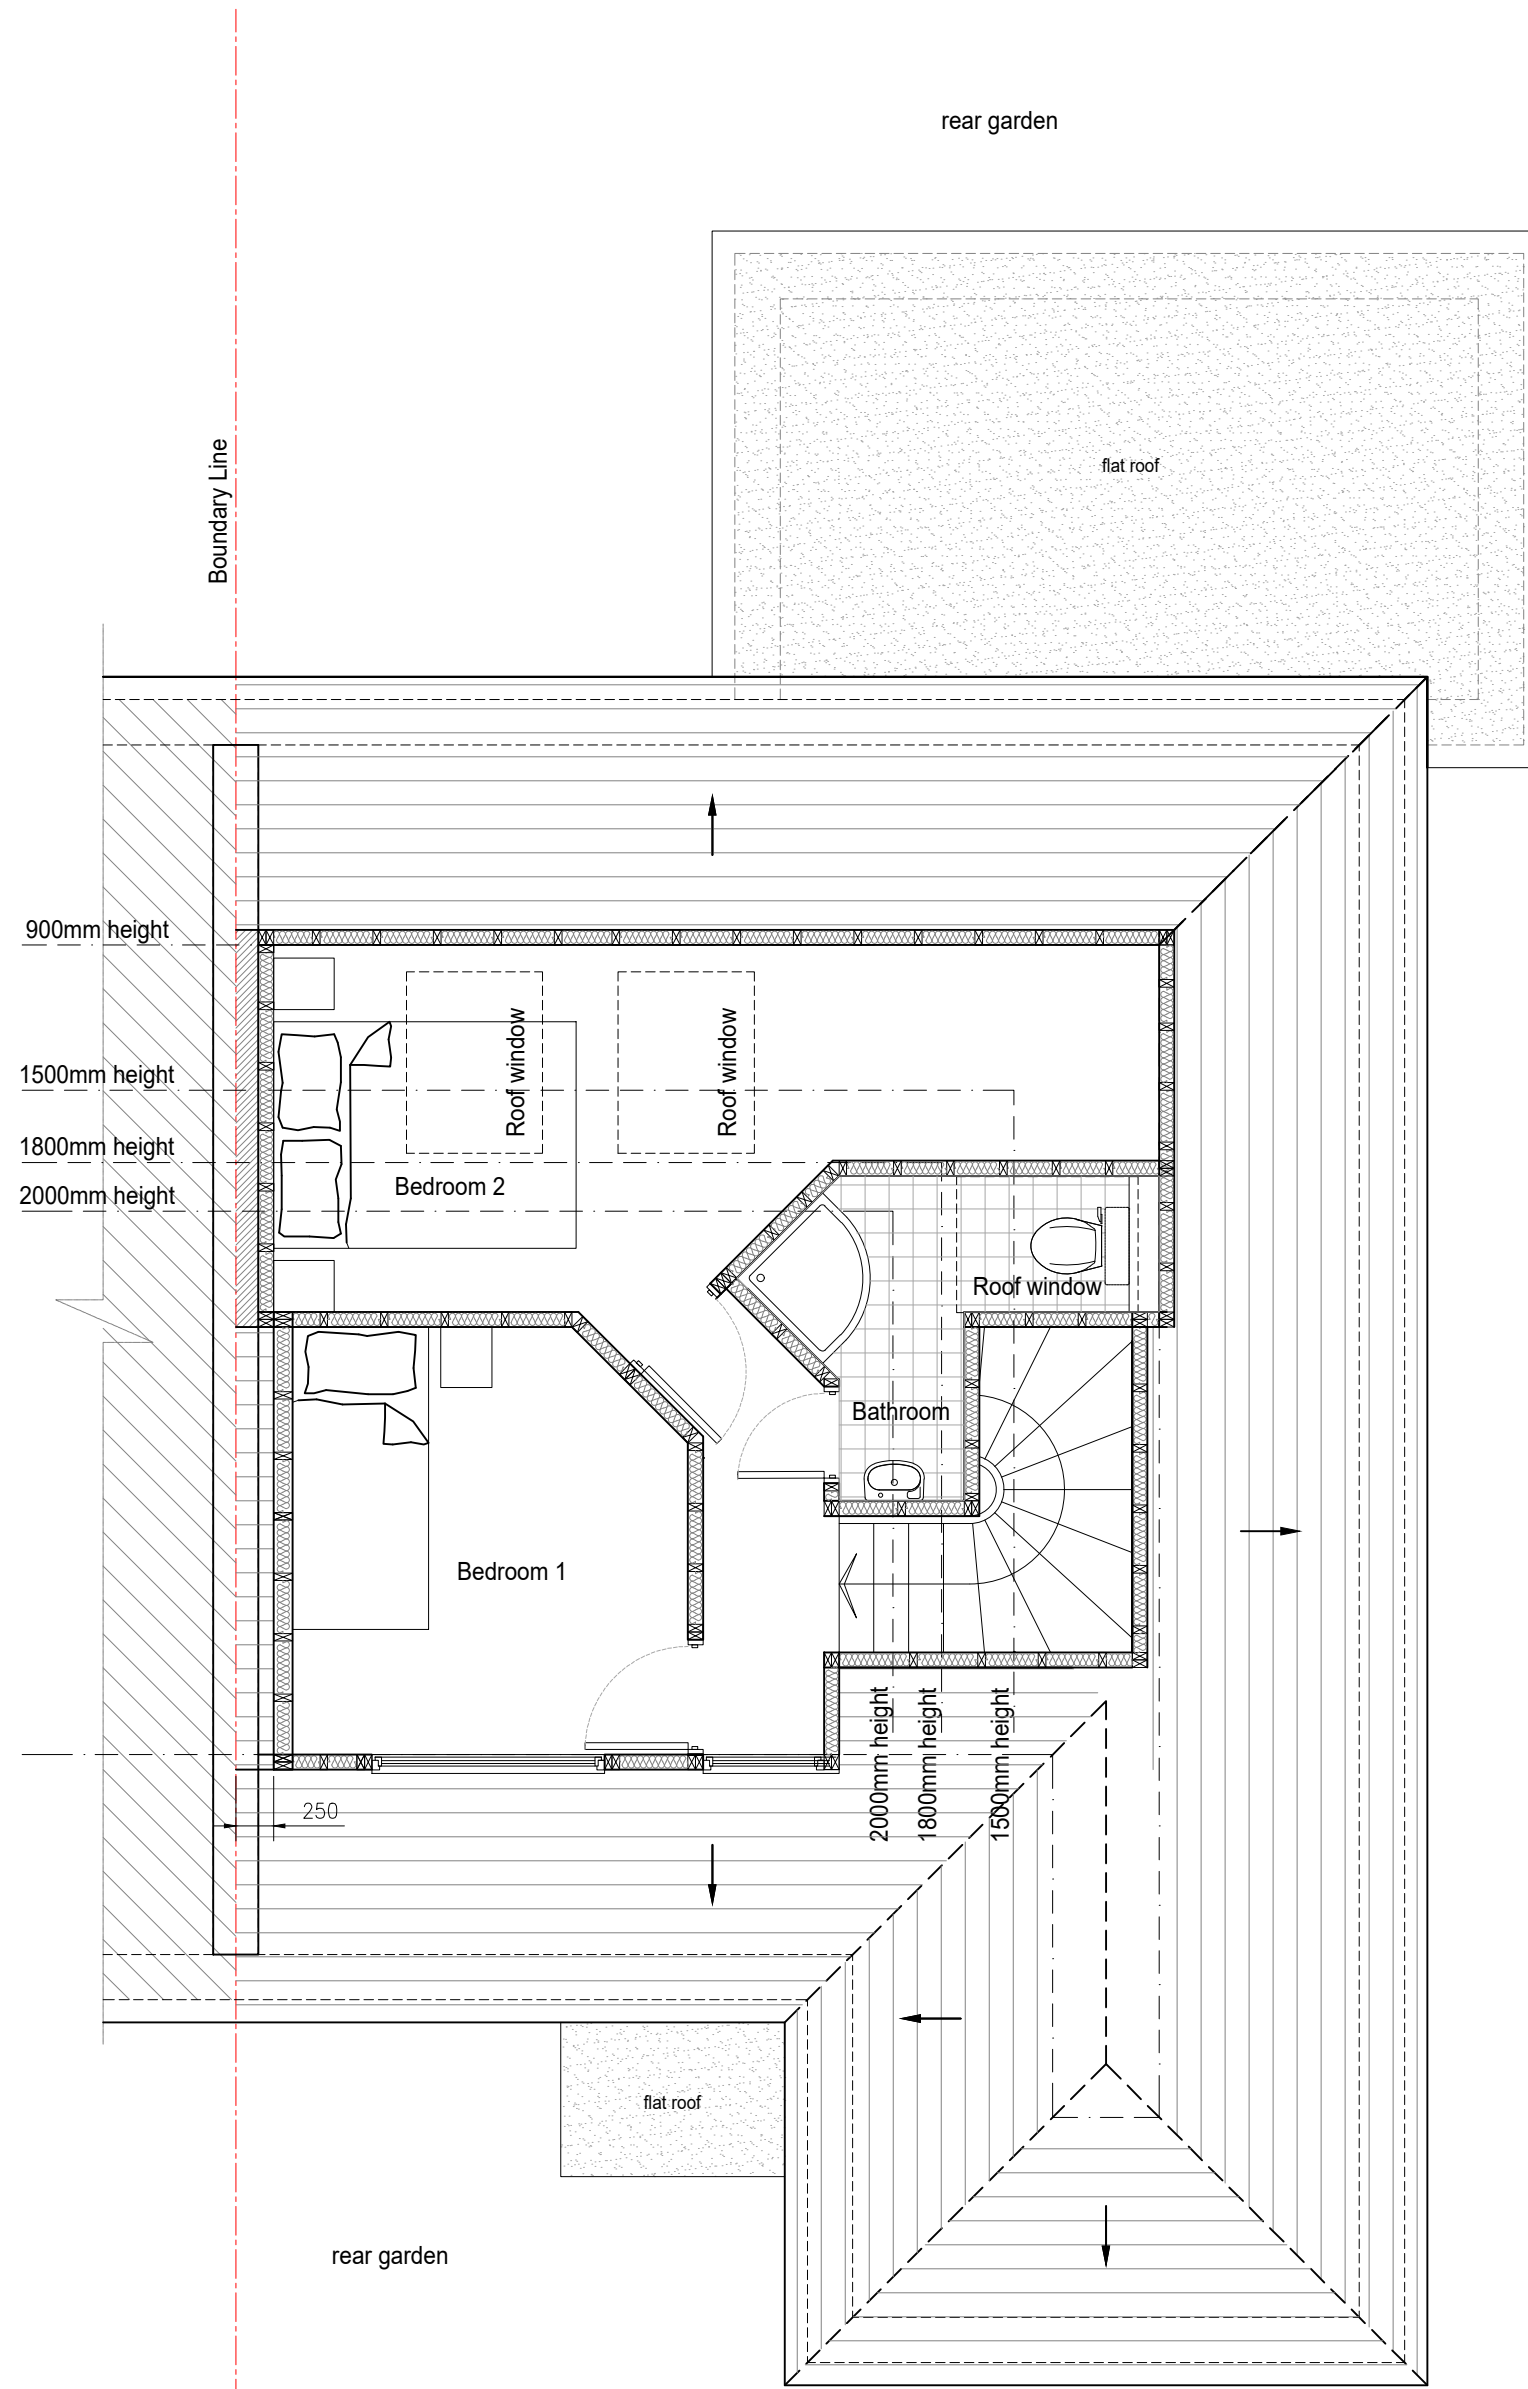 rear garden
Boundary Line
flat roof
900mm height
Roof window
Roof window
1500mm height
1800mm height
Bedroom 2
2000mm height
Roof window
Bathroom
Bedroom 1
2000mm height
1800mm height
1500mm height
250
flat roof
rear garden